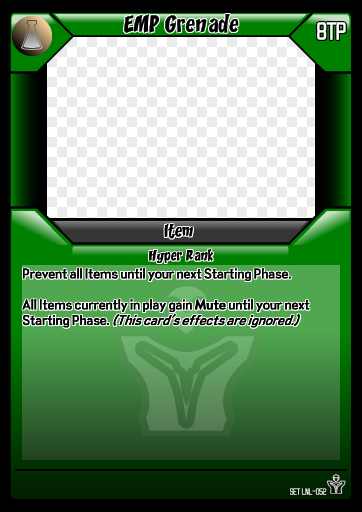 EMP Grenade
8TP
Item
Hyper Rank
Prevent all Items until your next Starting Phase.
All Items currently in play gain Mute until your next
Starting Phase. (This card's effects are ignored.)
SET LNL-052